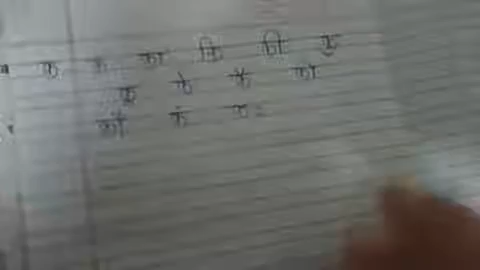 क का कि की कु
कू के कै को
कौ कं कः